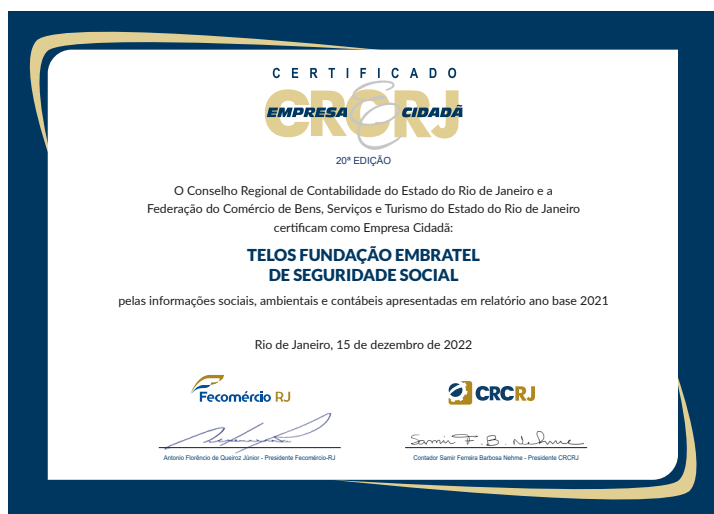 CERTIFICADO
CRCRJ
EMPRESA CIDADÃ
20ª EDIÇÃO
O Conselho Regional de Contabilidade do Estado do Rio de Janeiro e a
Federação do Comércio de Bens, Serviços e Turismo do Estado do Rio de Janeiro
certificam como Empresa Cidadã:
TELOS FUNDAÇÃO EMBRATEL
DE SEGURIDADE SOCIAL
pelas informações sociais, ambientais e contábeis apresentadas em relatório ano base 2021
Rio de Janeiro, 15 de dezembro de 2022
Fecomércio RJ
CRCRJ
Samir F. B. Nehme
Antonio Florêncio de Queiroz Júnior - Presidente Fecomércio-RJ
Contador Samir Ferreira Barbosa Nehme - Presidente CRCRJ